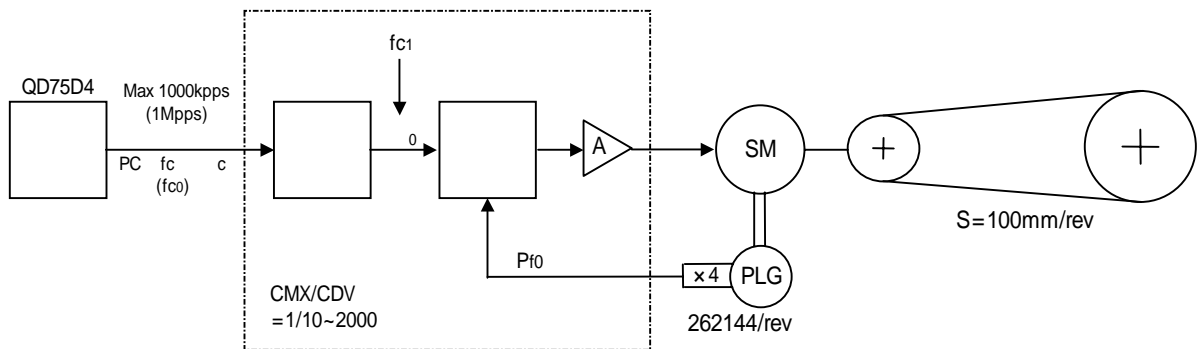 QD75D4
Max 1000kpps
(1Mpps)
PC fc c
(fc0)
fc1
0
A
SM
S=100mm/rev
Pf0
×4
PLG
262144/rev
CMX/CDV
=1/10~2000